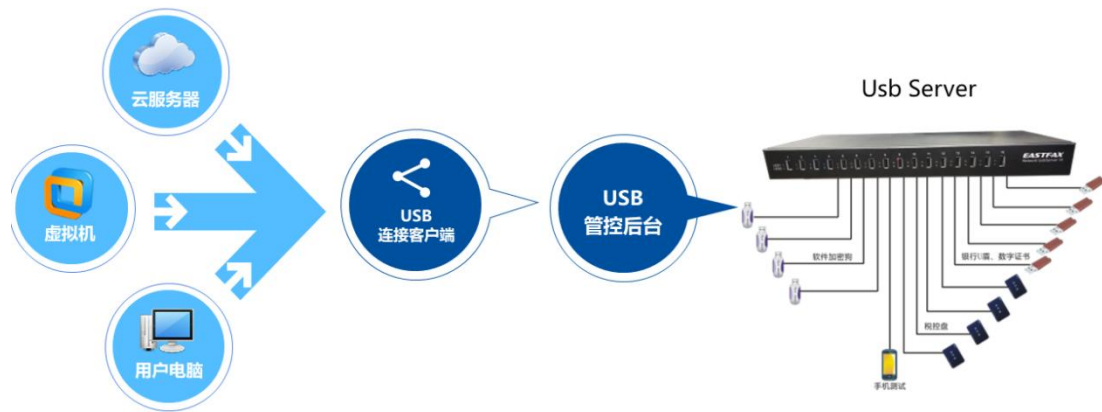 云服务器
虚拟机
用户电脑
USB
连接客户端
USB
管控后台
Usb Server
EASTFAX
软件加密狗
银行U盾、数字证书
税控盘
手机测试